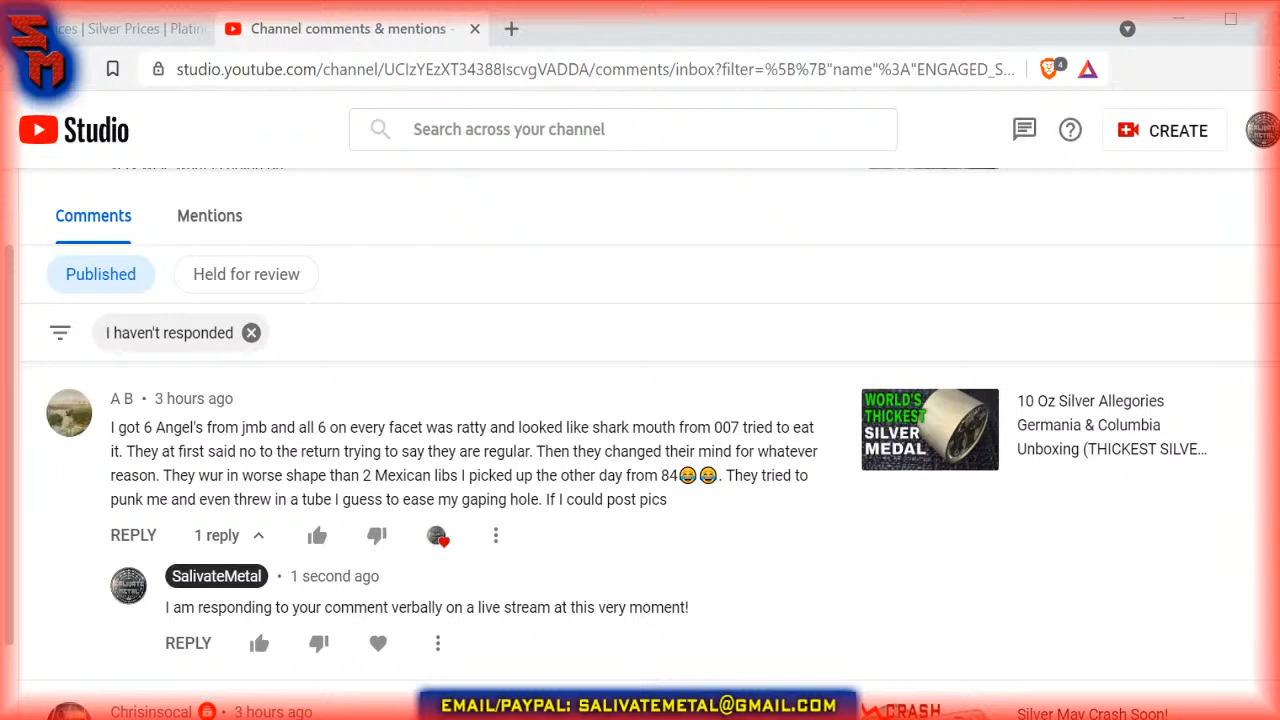 SM
ices | Silver Prices | Platin
Channel comments & mentions -
studio.youtube.com/channel/UCIzYEzXT34388IscvgVADDA/comments/inbox?filter=%5B%7B"name"%3A"ENGAGED_S...
4
Studio
Search across your channel
CREATE
Comments
Mentions
Published
Held for review
I haven't responded
A B • 3 hours ago
I got 6 Angel's from jmb and all 6 on every facet was ratty and looked like shark mouth from 007 tried to eat
it. They at first said no to the return trying to say they are regular. Then they changed their mind for whatever
reason. They wur in worse shape than 2 Mexican libs I picked up the other day from 84😂😂. They tried to
punk me and even threw in a tube I guess to ease my gaping hole. If I could post pics
REPLY
1 reply
WORLD'S
THICKEST
SILVER
MEDAL
10 Oz Silver Allegories
Germania & Columbia
Unboxing (THICKEST SILVE...
SalivateMetal • 1 second ago
I am responding to your comment verbally on a live stream at this very moment!
REPLY
Chrisinsocal • 3 hours ago
CRASH
Silver May Crash Soon!
EMAIL/PAYPAL: SALIVATEMETAL@GMAIL.COM